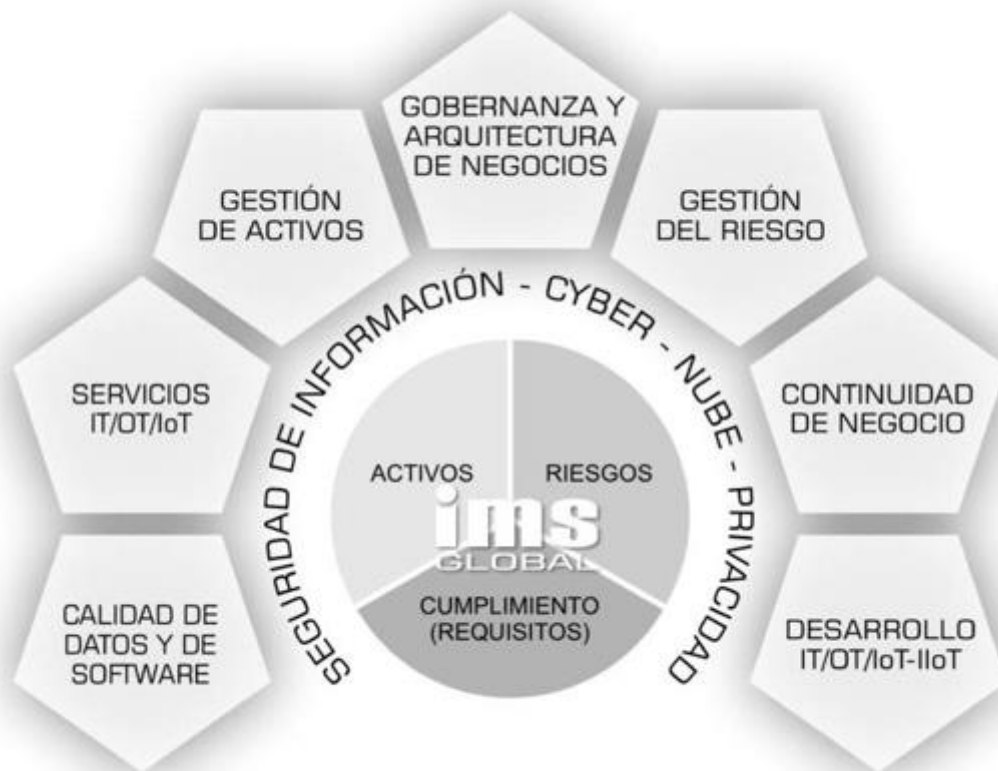 GOBERNANZA Y
ARQUITECTURA
DE NEGOCIOS
GESTIÓN
DE ACTIVOS
GESTIÓN
DEL RIESGO
SERVICIOS
IT/OT/IoT
CONTINUIDAD
DE NEGOCIO
CALIDAD DE
DATOS Y DE
SOFTWARE
DESARROLLO
IT/OT/IoT-IIoT
SEGURIDAD DE INFORMACIÓN - CYBER - NUBE - PRIVACIDAD
ACTIVOS
RIESGOS
ims
GLOBAL
CUMPLIMIENTO
(REQUISITOS)